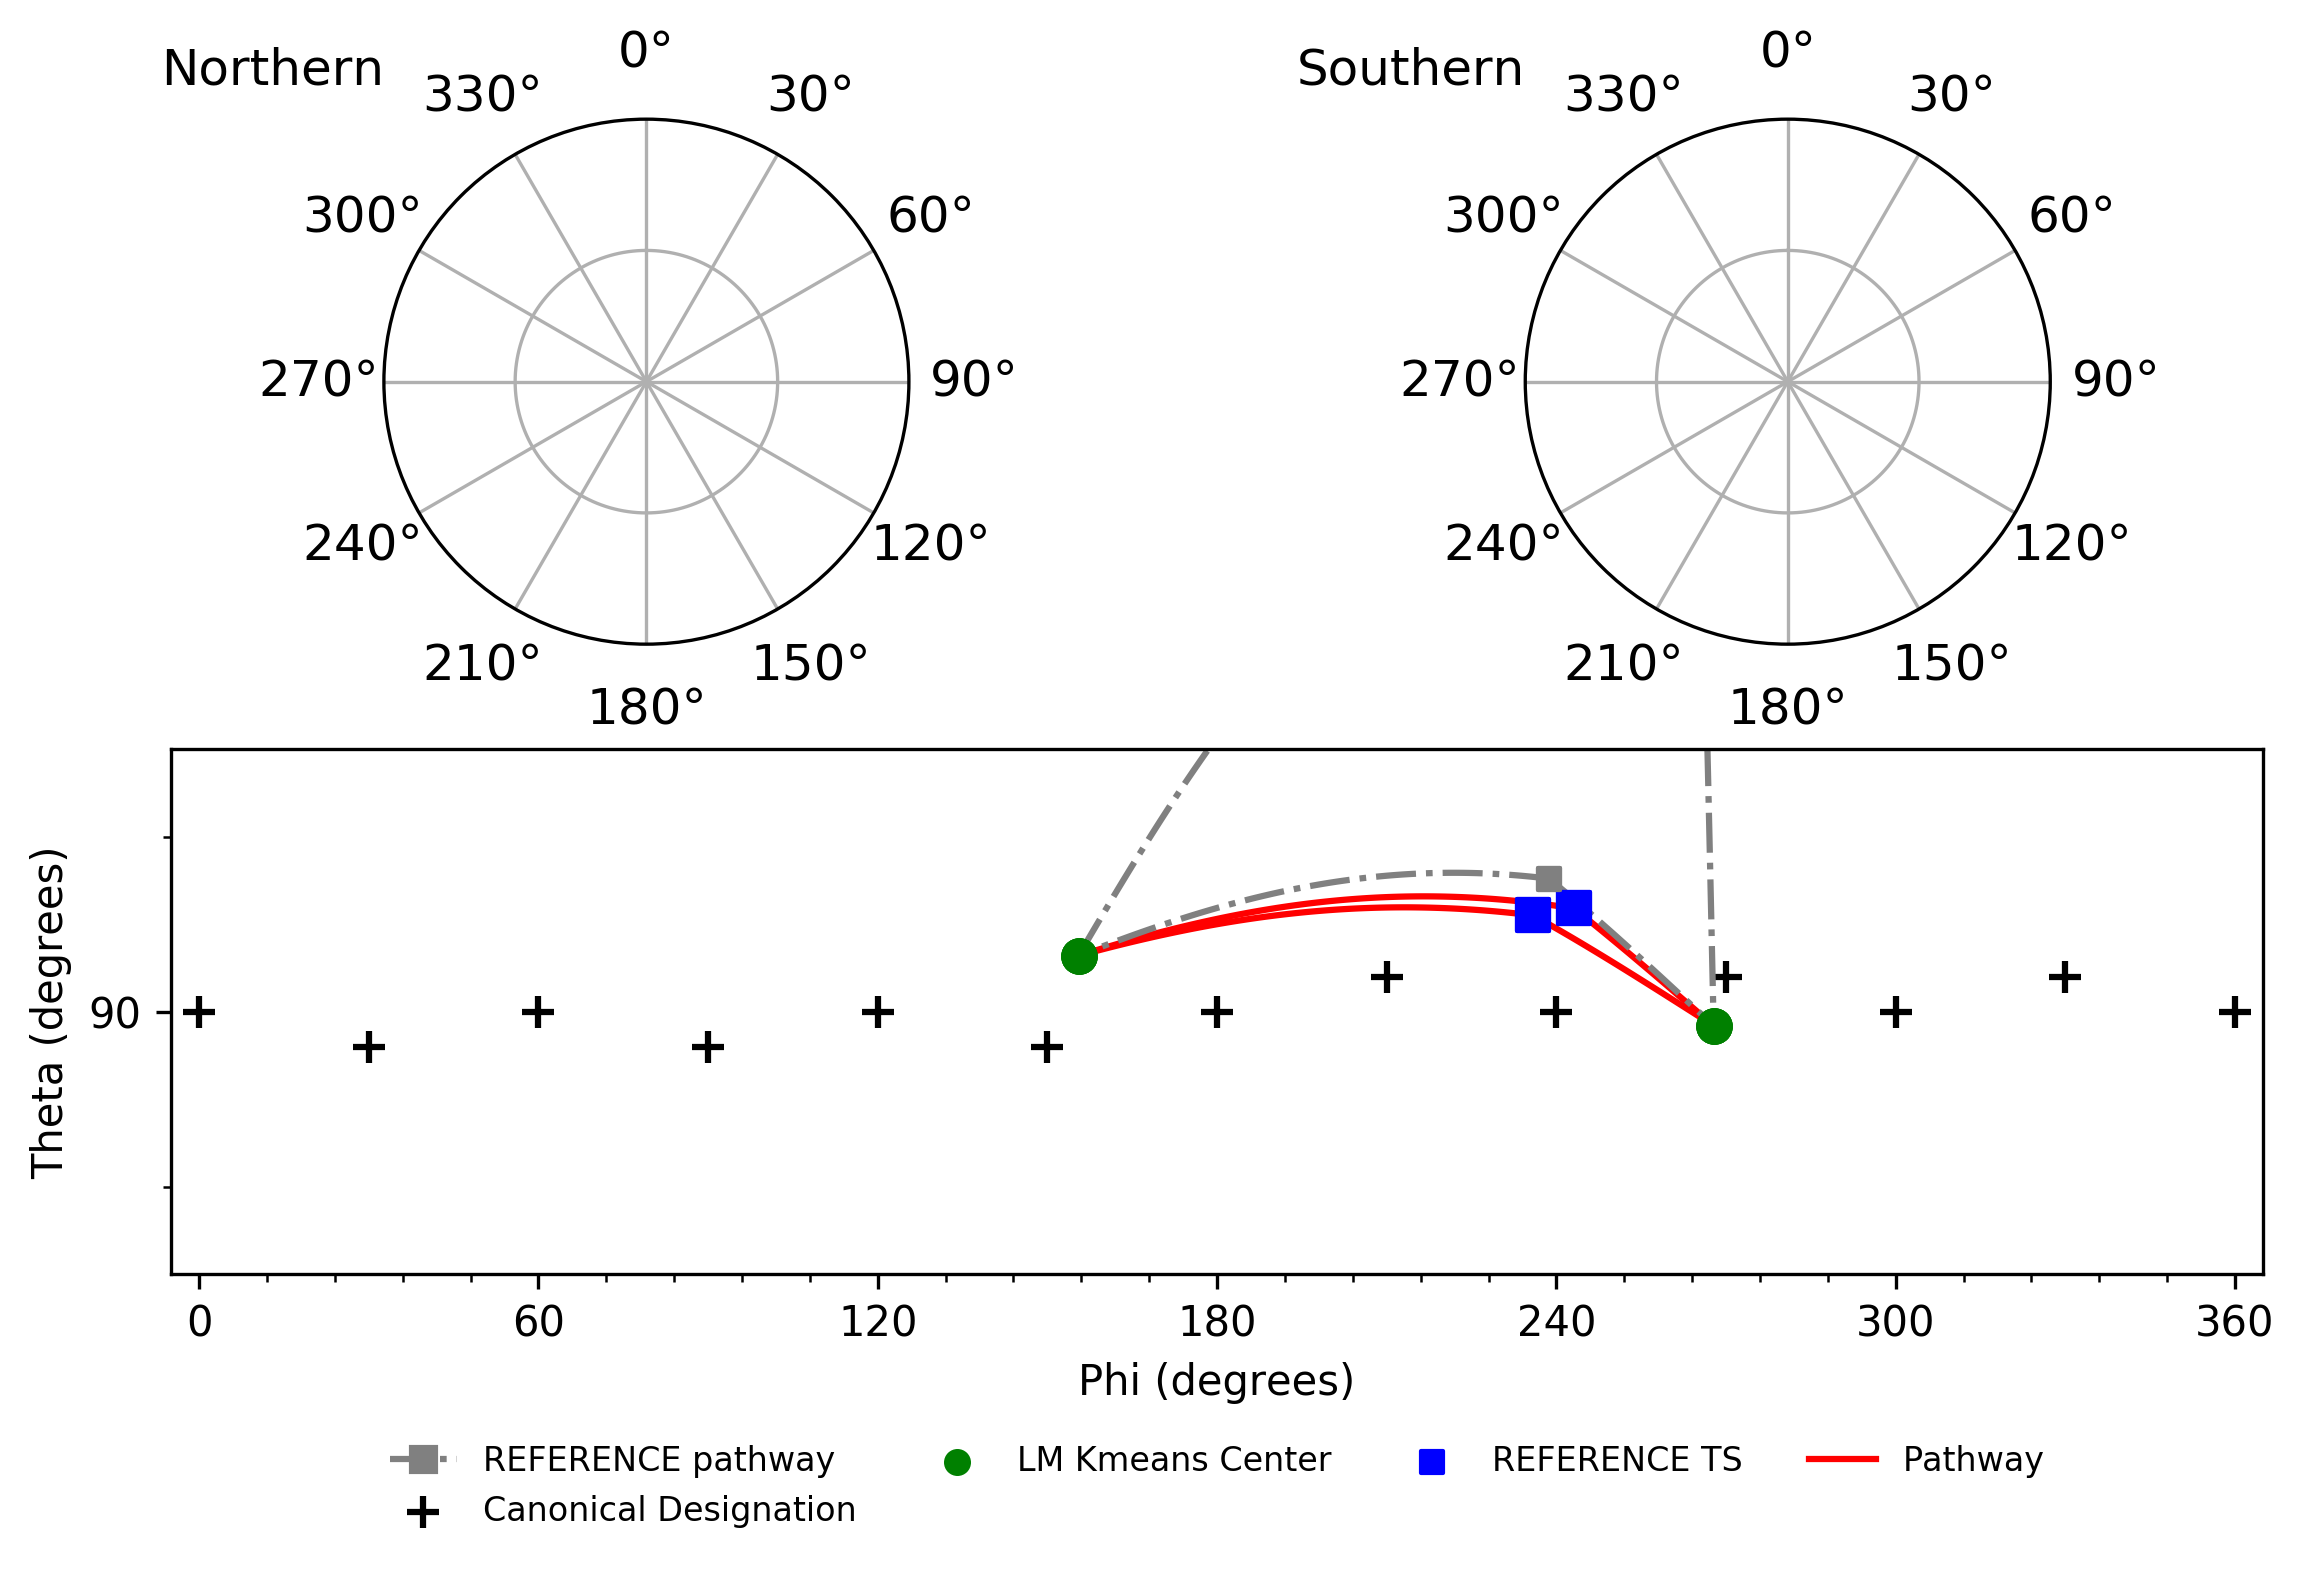 Northern
0°
330°
30°
300°
60°
270°
90°
240°
120°
210°
150°
180°
Southern
0°
330°
30°
300°
60°
270°
90°
240°
120°
210°
150°
180°
Theta (degrees)
90
0 60 120 180 240 300 360
Phi (degrees)
REFERENCE pathway
Canonical Designation
LM Kmeans Center
REFERENCE TS
Pathway